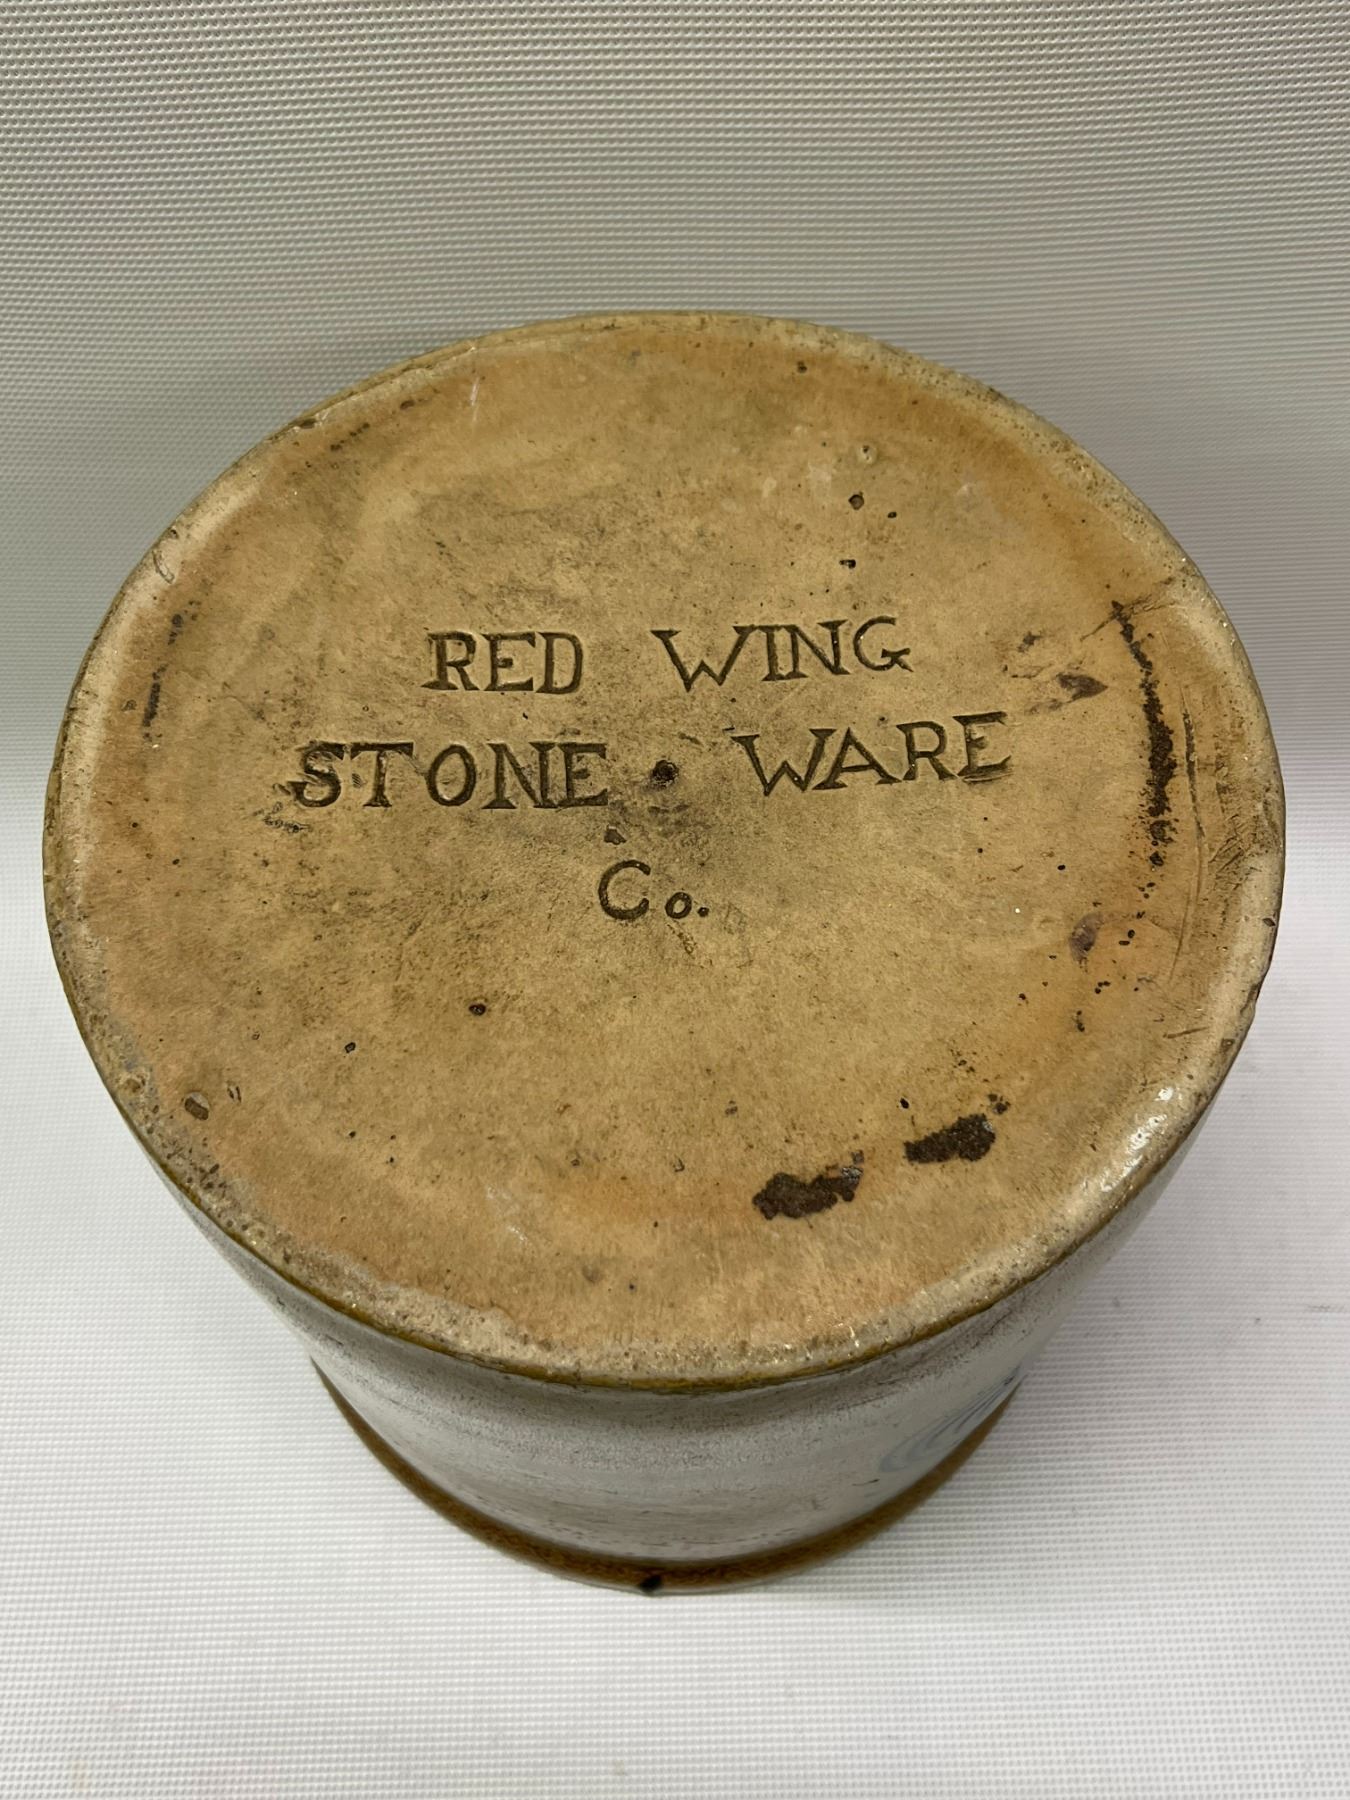 RED WING
STONE WARE
Co.